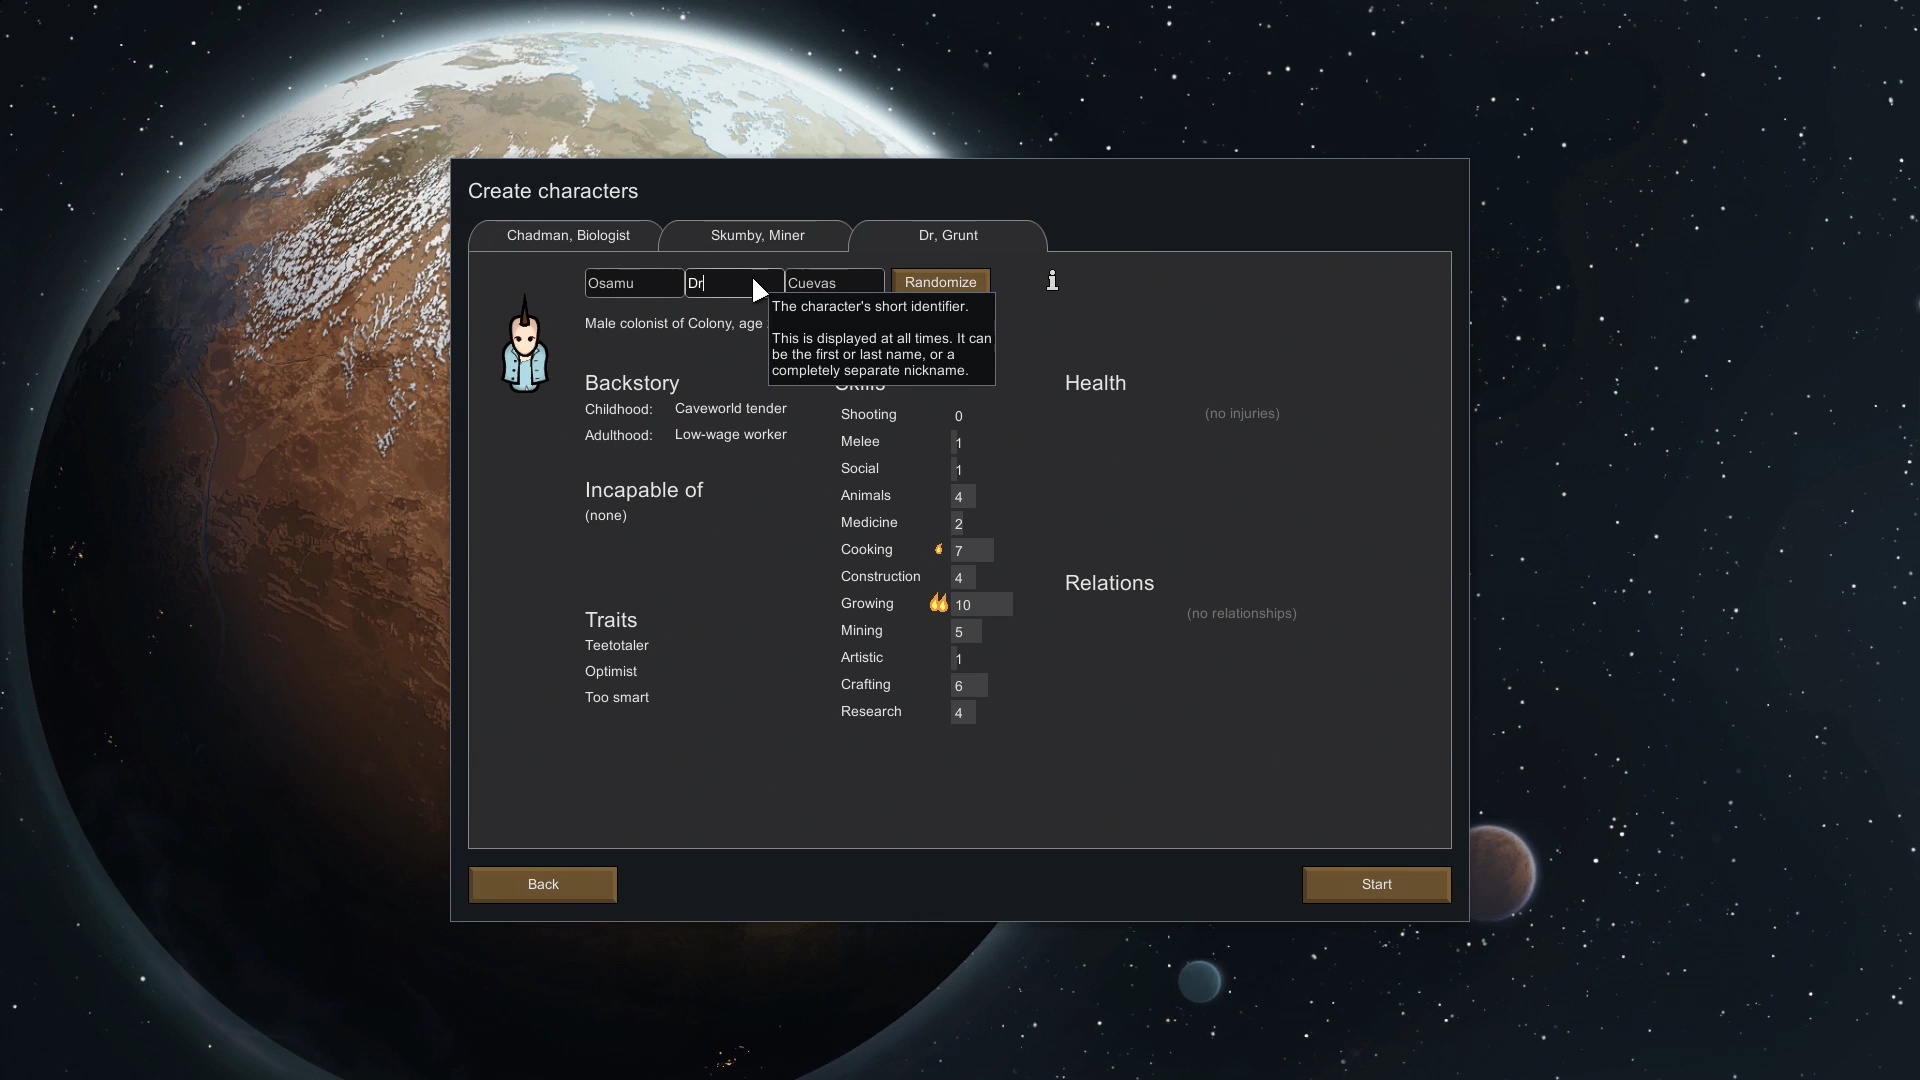 Create characters
Chadman, Biologist
Skumby, Miner
Dr, Grunt
Osamu
Dr
Cuevas
Randomize
The character's short identifier.
This is displayed at all times. It can
be the first or last name, or a
completely separate nickname.
Male colonist of Colony, age
Backstory
Childhood: Caveworld tender
Adulthood: Low-wage worker
Incapable of
(none)
Traits
Teetotaler
Optimist
Too smart
Skills
Shooting 0
Melee 1
Social 1
Animals 4
Medicine 2
Cooking 7
Construction 4
Growing 10
Mining 5
Artistic 1
Crafting 6
Research 4
Health
(no injuries)
Relations
(no relationships)
Back
Start